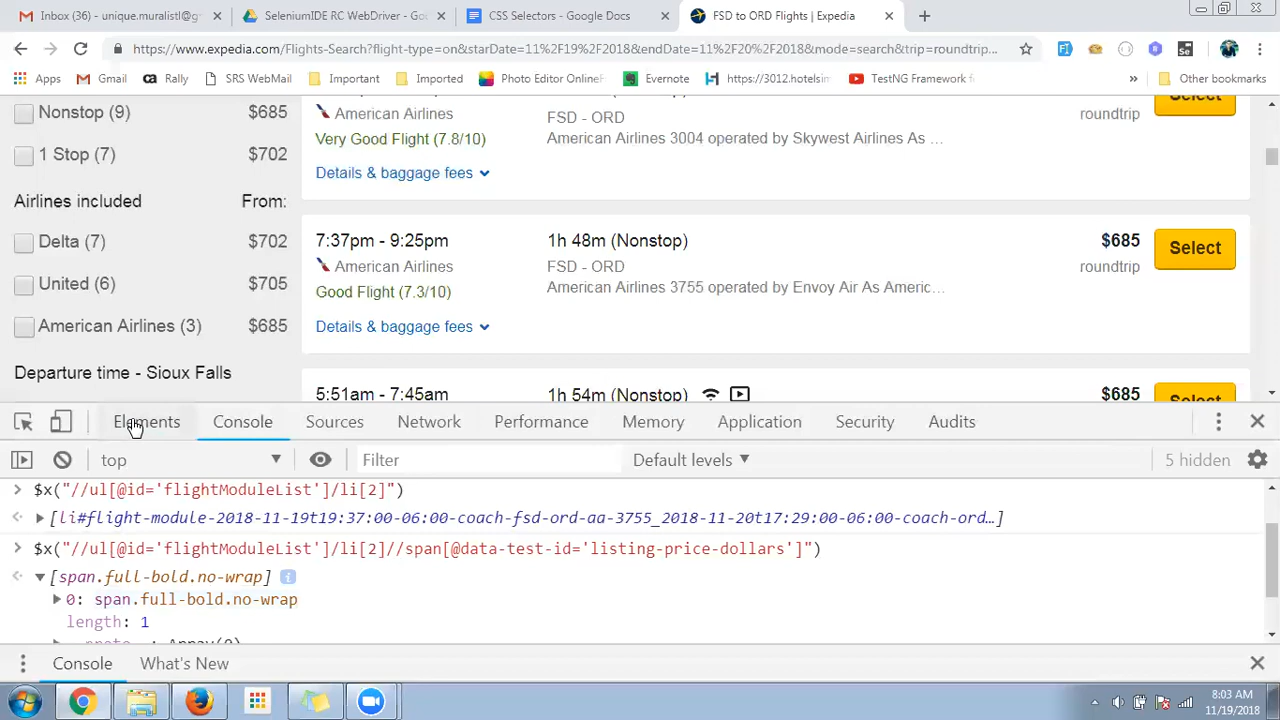 Inbox (36) - unique.muralistl@g
SeleniumIDE RC WebDriver - Go
CSS Selectors - Google Docs
FSD to ORD Flights | Expedia
https://www.expedia.com/Flights-Search?flight-type=on&starDate=11%2F19%2F2018&endDate=11%2F20%2F2018&mode=search&trip=roundtrip...
Apps
Gmail
ca Rally
SRS WebMail
Important
Imported
Photo Editor Online
Evernote
https://3012.hotelsim
TestNG Framework f
»
Other bookmarks
Nonstop (9) $685
1 Stop (7) $702
Airlines included From:
Delta (7) $702
United (6) $705
American Airlines (3) $685
Departure time - Sioux Falls
American Airlines
Very Good Flight (7.8/10)
Details & baggage fees
FSD - ORD
American Airlines 3004 operated by Skywest Airlines As ...
roundtrip
Select
7:37pm - 9:25pm
American Airlines
Good Flight (7.3/10)
Details & baggage fees
1h 48m (Nonstop)
FSD - ORD
American Airlines 3755 operated by Envoy Air As Americ...
$685
roundtrip
Select
5:51am - 7:45am
1h 54m (Nonstop)
$685
Select
Elements Console Sources Network Performance Memory Application Security Audits
top Filter Default levels 5 hidden
$x("//ul[@id='flightModuleList']/li[2]")
[li#flight-module-2018-11-19t19:37:00-06:00-coach-fsd-ord-aa-3755_2018-11-20t17:29:00-06:00-coach-ord…]
$x("//ul[@id='flightModuleList']/li[2]//span[@data-test-id='listing-price-dollars']")
[span.full-bold.no-wrap]
0: span.full-bold.no-wrap
length: 1
Console What's New
8:03 AM
11/19/2018